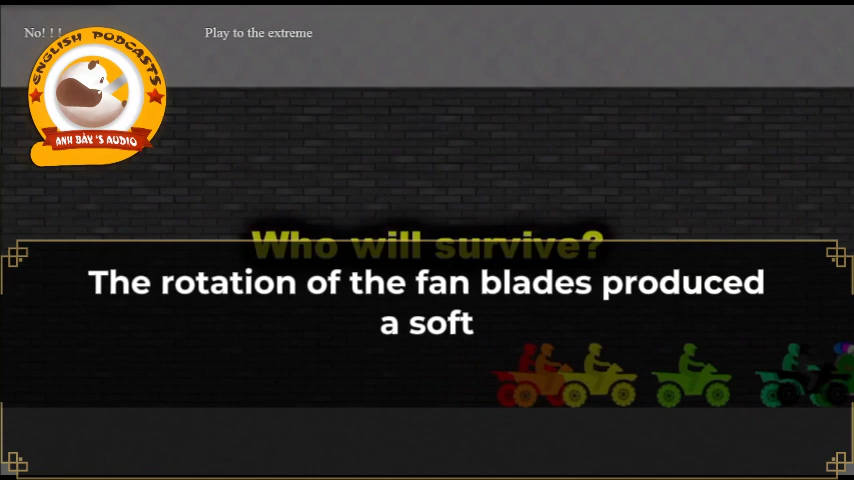 No! ! !
Play to the extreme
ENGLISH PODCASTS
ANH BẢY 'S AUDIO
Who will survive?
The rotation of the fan blades produced
a soft